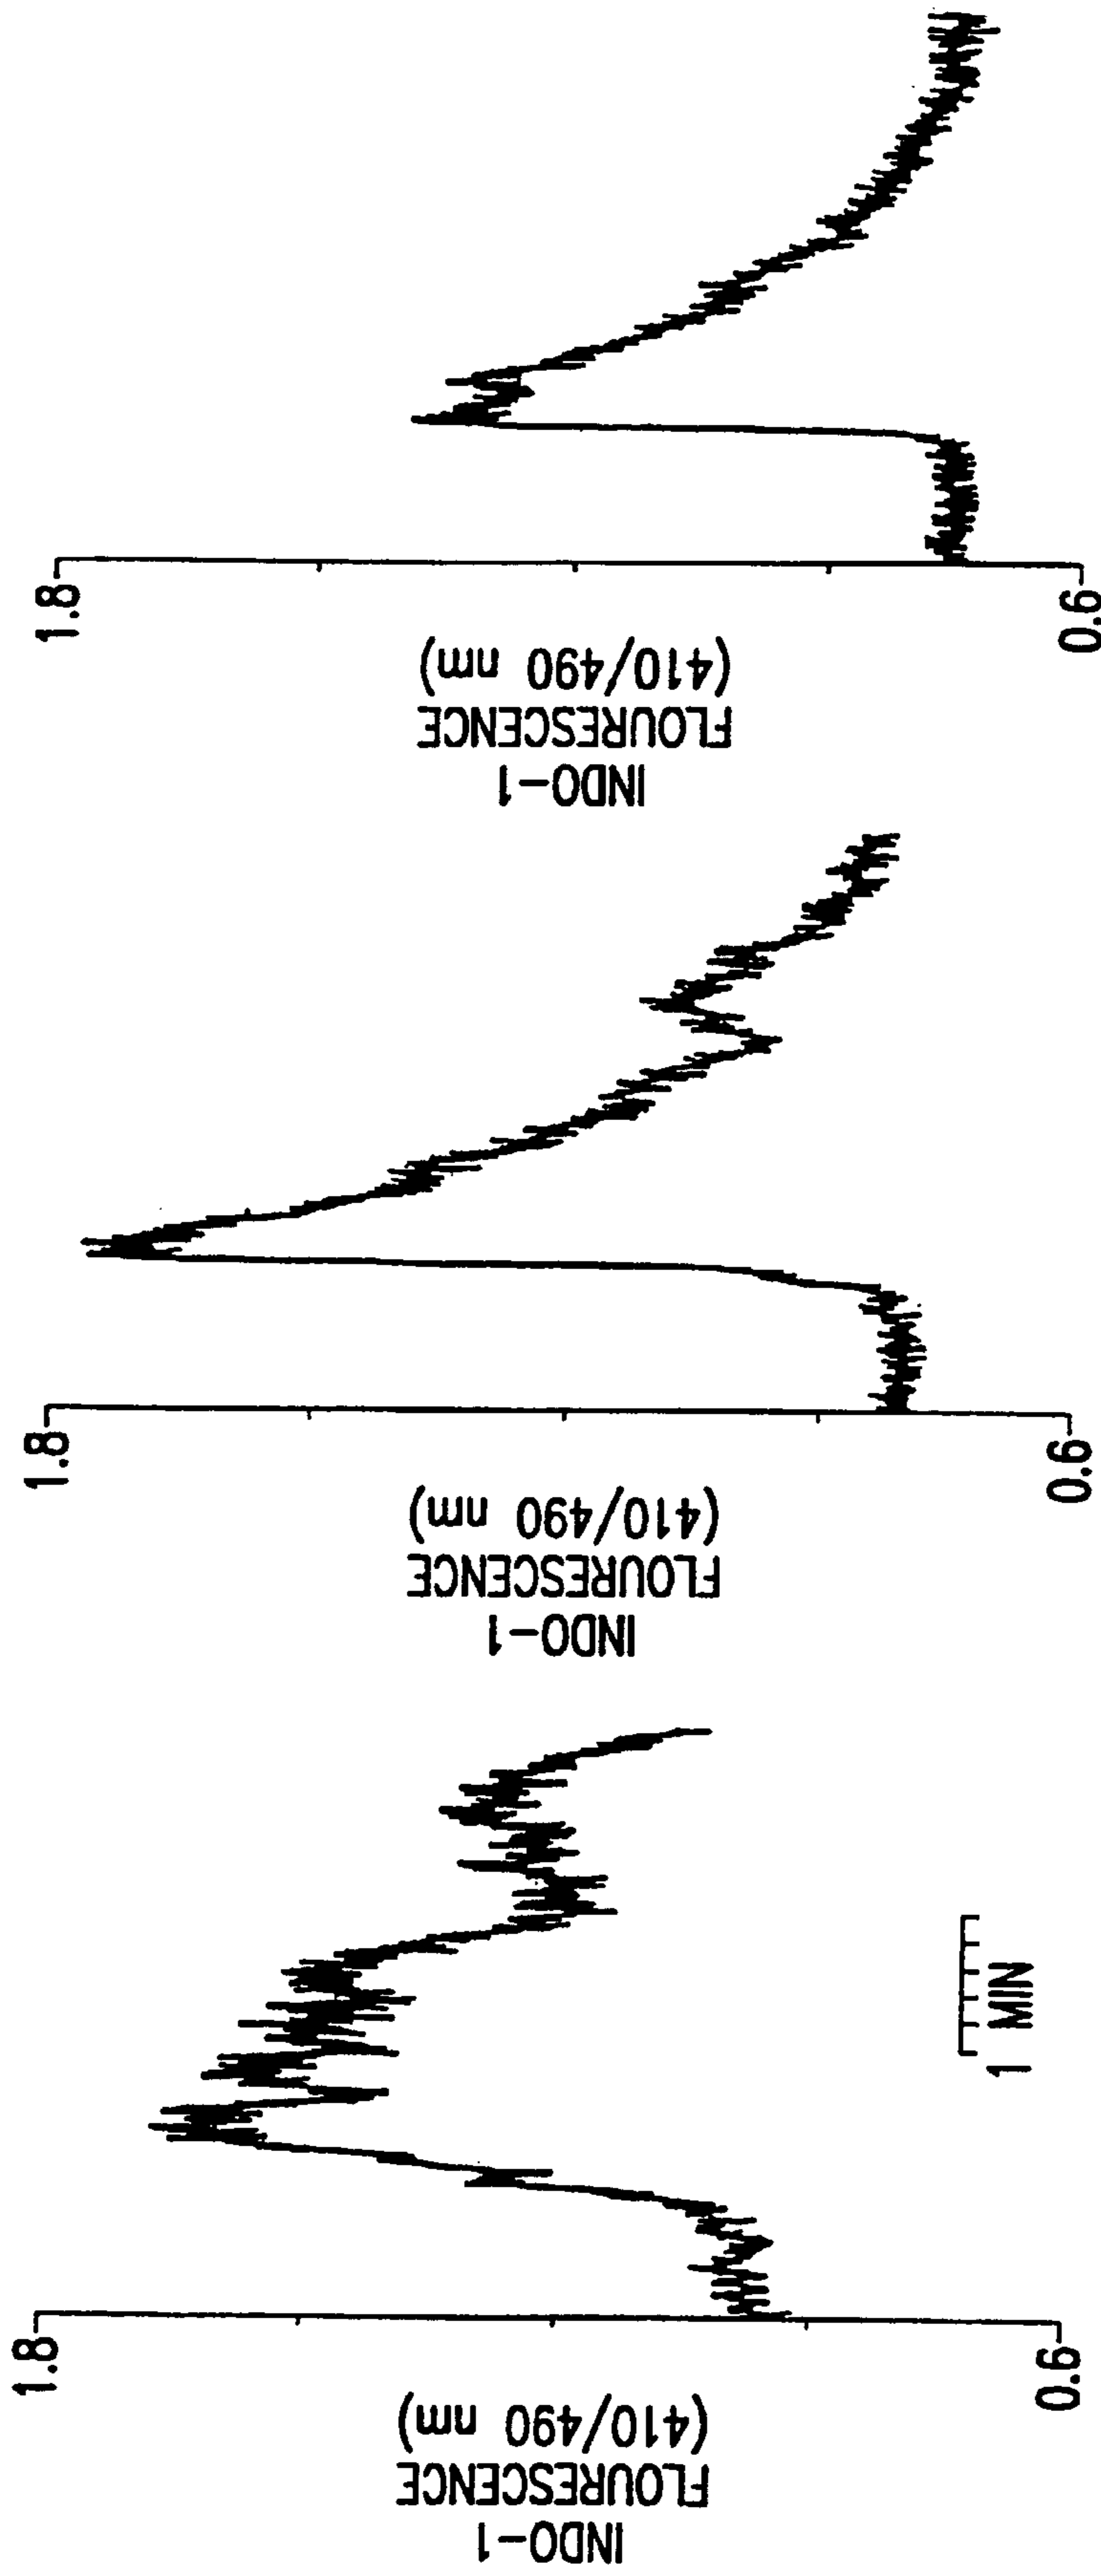 INDO-1
FLOURESCENCE
(410/490 nm)
1.8
0.6
1 MIN
INDO-1
FLOURESCENCE
(410/490 nm)
1.8
0.6
INDO-1
FLOURESCENCE
(410/490 nm)
1.8
0.6